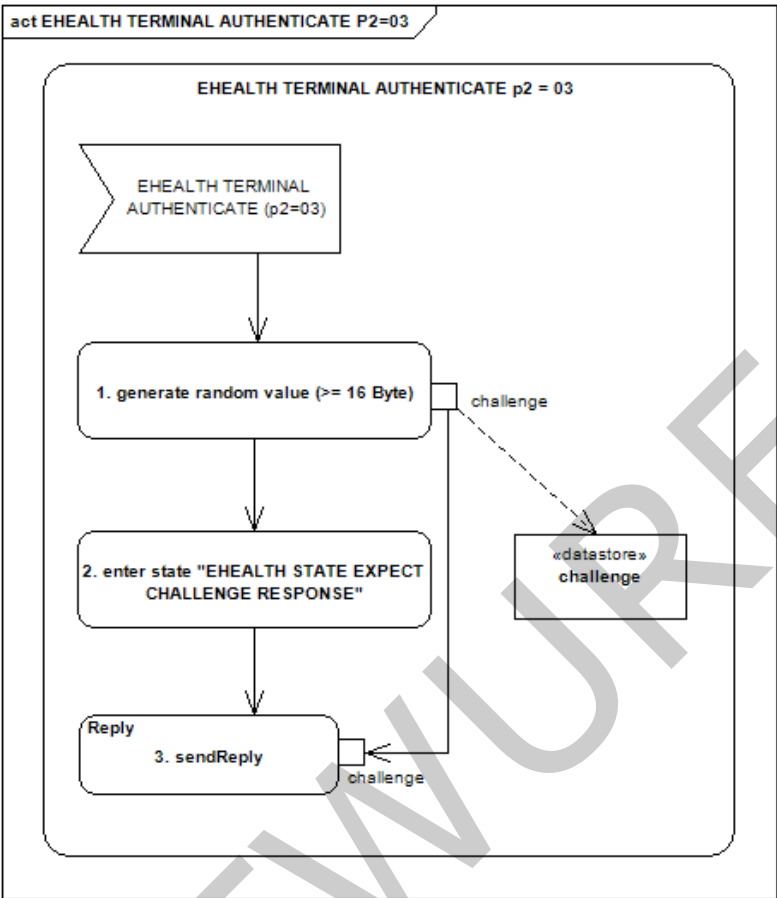 act EHEALTH TERMINAL AUTHENTICATE P2=03
EHEALTH TERMINAL AUTHENTICATE p2 = 03
EHEALTH TERMINAL
AUTHENTICATE (p2=03)
1. generate random value (>= 16 Byte)
challenge
«datastore»
challenge
2. enter state "EHEALTH STATE EXPECT
CHALLENGE RESPONSE"
Reply
3. sendReply
challenge